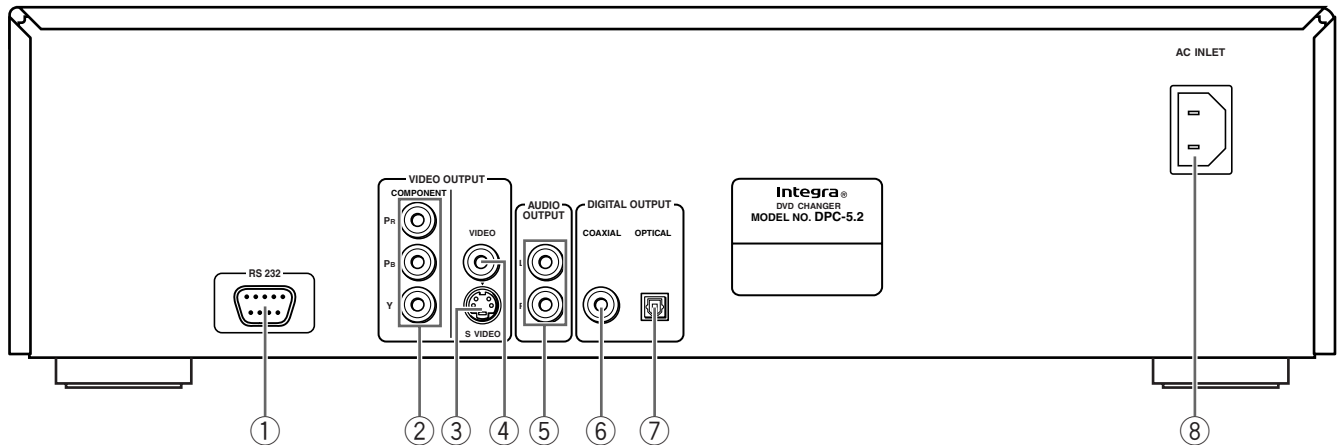 AC INLET
VIDEO OUTPUT
COMPONENT
PR
PB
Y
VIDEO
S VIDEO
AUDIO
OUTPUT
L
R
DIGITAL OUTPUT
COAXIAL OPTICAL
Integra®
DVD CHANGER
MODEL NO. DPC-5.2
RS 232
① ② ③ ④ ⑤ ⑥ ⑦ ⑧